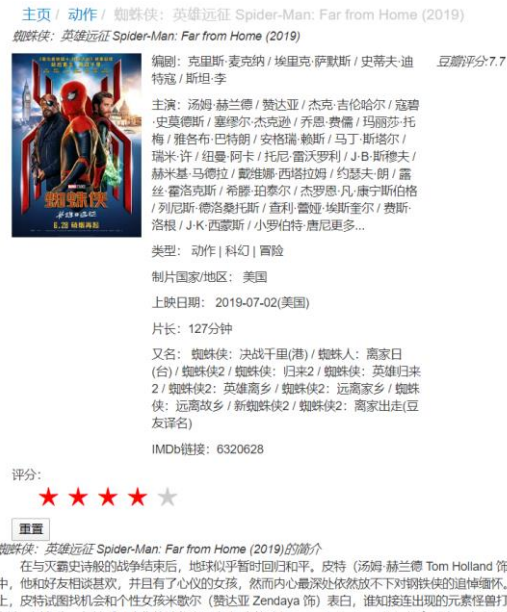 主页 / 动作 / 蜘蛛侠：英雄远征 Spider-Man: Far from Home (2019)
蜘蛛侠：英雄远征 Spider-Man: Far from Home (2019)
蜘蛛侠
英雄远征
6.28 硝烟再起
编剧：克里斯·麦克纳 / 埃里克·萨默斯 / 史蒂夫·迪
特寇 / 斯坦·李
豆瓣评分:7.7
主演：汤姆·赫兰德 / 赞达亚 / 杰克·吉伦哈尔 / 寇碧
·史莫德斯 / 塞缪尔·杰克逊 / 乔恩·费儒 / 玛丽莎·托
梅 / 雅各布·巴特朗 / 安格瑞·赖斯 / 马丁·斯塔尔 /
瑞米·许 / 纽曼·阿卡 / 托尼·雷沃罗利 / J·B·斯穆夫 /
赫米基·马德拉 / 戴维娜·西塔拉姆 / 约瑟夫·朗 / 露
丝·霍洛克斯 / 希滕·珀泰尔 / 杰罗恩·凡·康宁斯伯格
/ 列尼斯·德洛桑托斯 / 查利·蕾娅·埃斯奎尔 / 费斯·
洛根 / J·K·西蒙斯 / 小罗伯特·唐尼更多...
类型： 动作 | 科幻 | 冒险
制片国家/地区： 美国
上映日期： 2019-07-02(美国)
片长：127分钟
又名： 蜘蛛侠：决战千里(港) / 蜘蛛人：离家日
(台) / 蜘蛛侠2 / 蜘蛛侠：归来2 / 蜘蛛侠：英雄归来
2 / 蜘蛛侠2：英雄离乡 / 蜘蛛侠2：远离家乡 / 蜘蛛
侠：远离故乡 / 新蜘蛛侠2 / 蜘蛛侠2：离家出走(豆
友译名)
IMDb链接：6320628
评分：
重置
蜘蛛侠：英雄远征 Spider-Man: Far from Home (2019)的简介
在与灭霸史诗般的战争结束后，地球似乎暂时回归和平。皮特（汤姆·赫兰德 Tom Holland 饰
中，他和好友相谈甚欢，并且有了心仪的女孩，然而内心最深处依然放不下对钢铁侠的追悼缅怀。
上，皮特试图找机会和个性女孩米歇尔（赞达亚 Zendaya 饰）表白，谁知接连出现的元素怪兽打